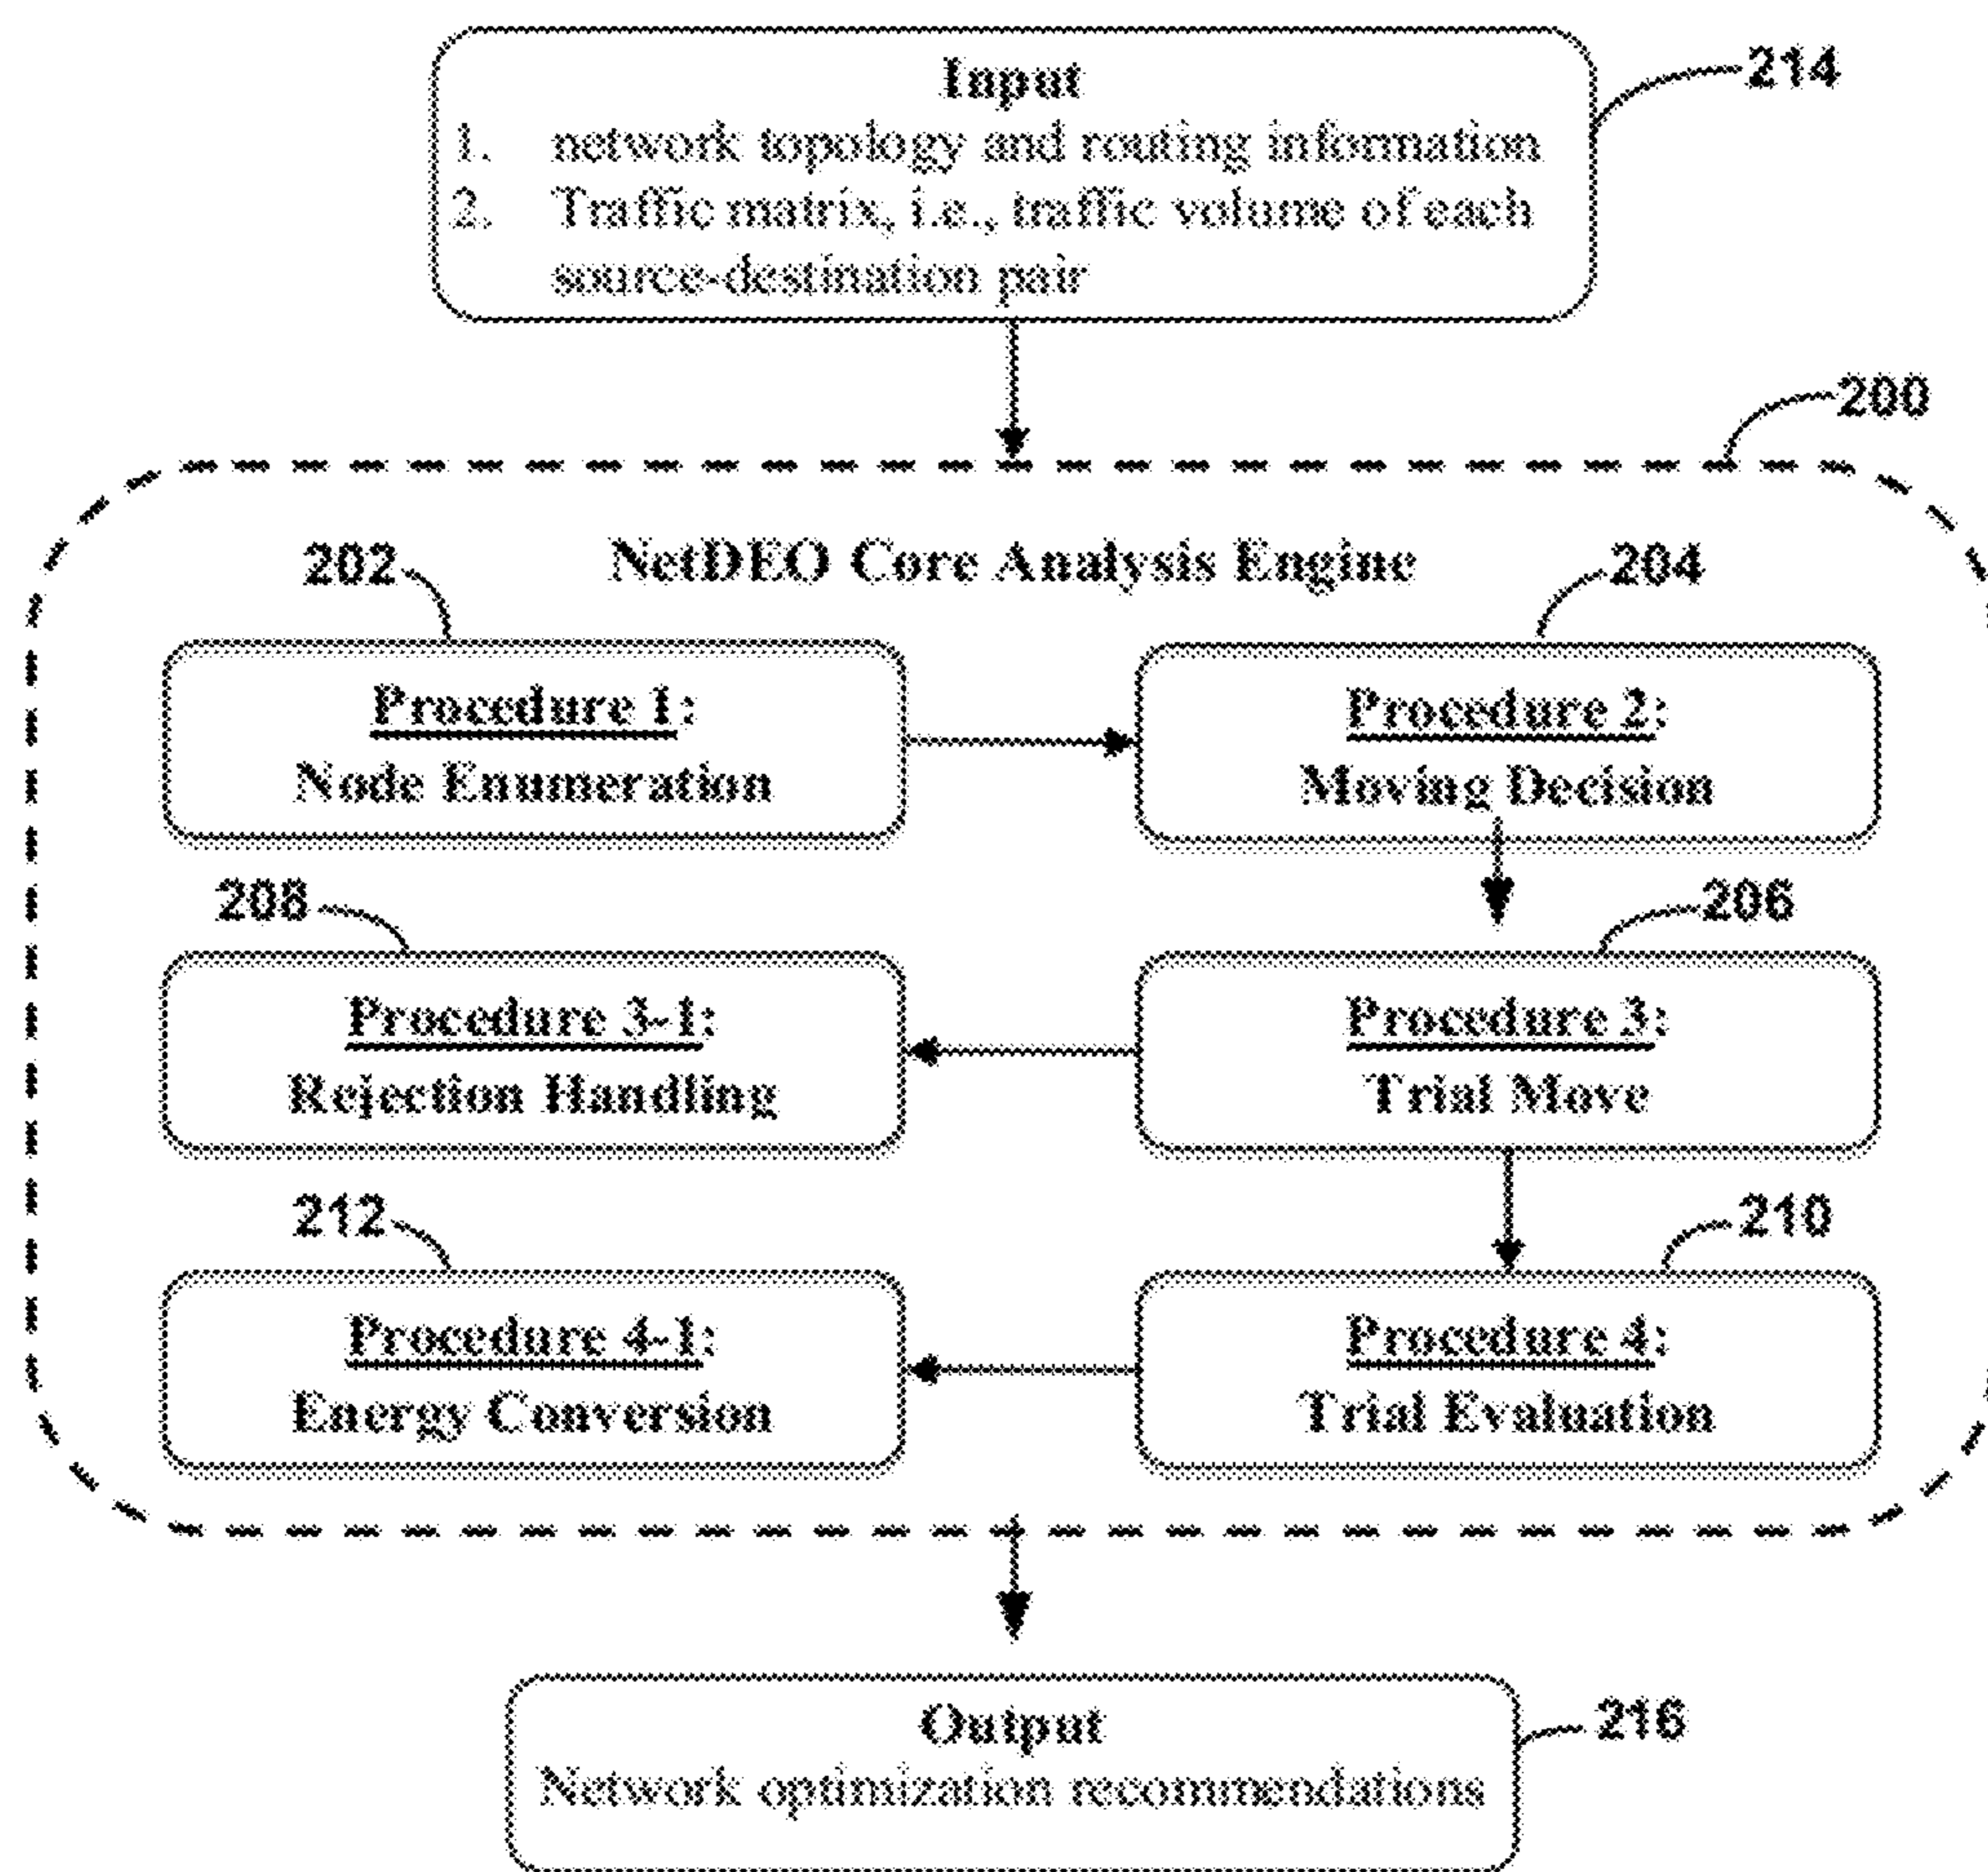 Input
214
1. network topology and routing information
2. Traffic matrix, i.e., traffic volume of each
source-destination pair
200
NetDEO Core Analysis Engine
202
204
Procedure 1:
Node Enumeration
Procedure 2:
Moving Decision
208
206
Procedure 3-1:
Rejection Handling
Procedure 3:
Trial Move
212
210
Procedure 4-1:
Energy Conversion
Procedure 4:
Trial Evaluation
Output
216
Network optimization recommendations